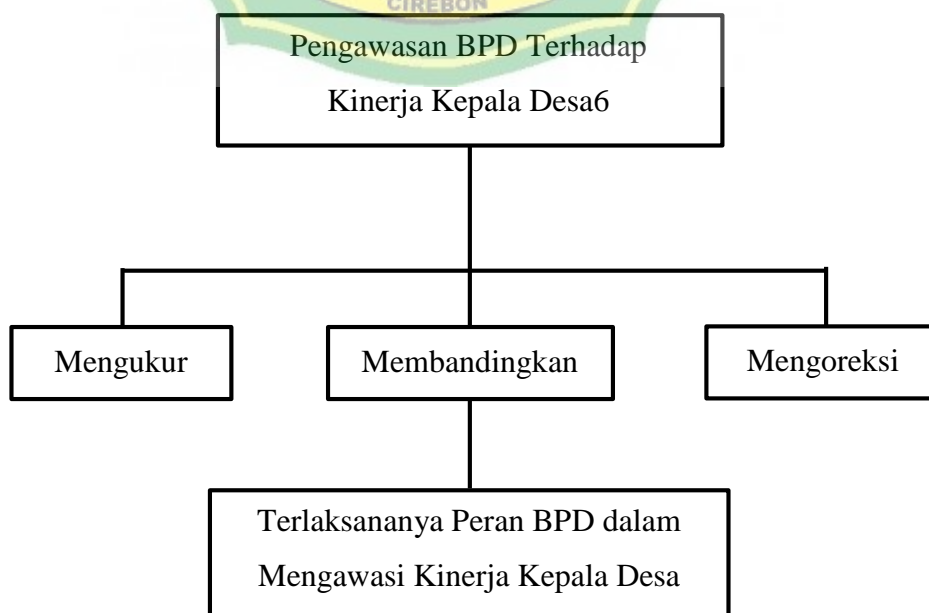 CIREBON
Pengawasan BPD Terhadap
Kinerja Kepala Desa6
Mengukur
Membandingkan
Mengoreksi
Terlaksananya Peran BPD dalam
Mengawasi Kinerja Kepala Desa